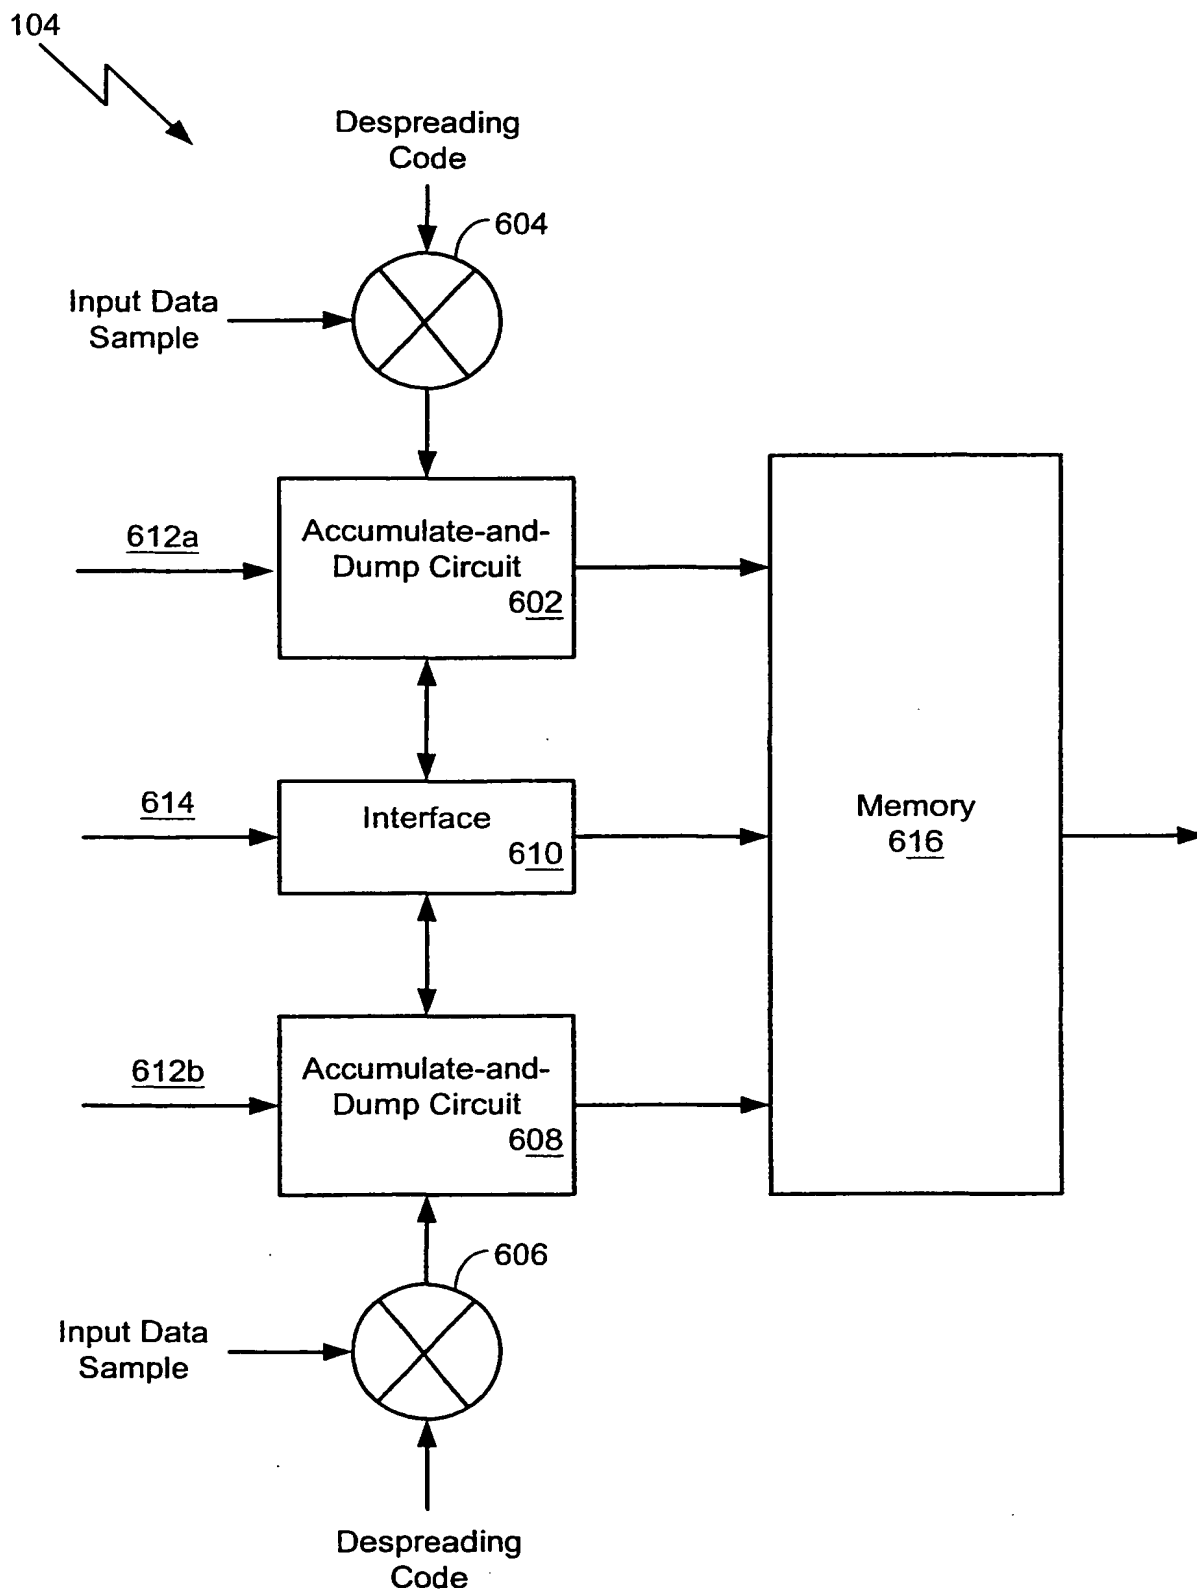 104
Despreading
Code
604
Input Data
Sample
612a
Accumulate-and-
Dump Circuit
602
614
Interface
610
Memory
616
612b
Accumulate-and-
Dump Circuit
608
606
Input Data
Sample
Despreading
Code